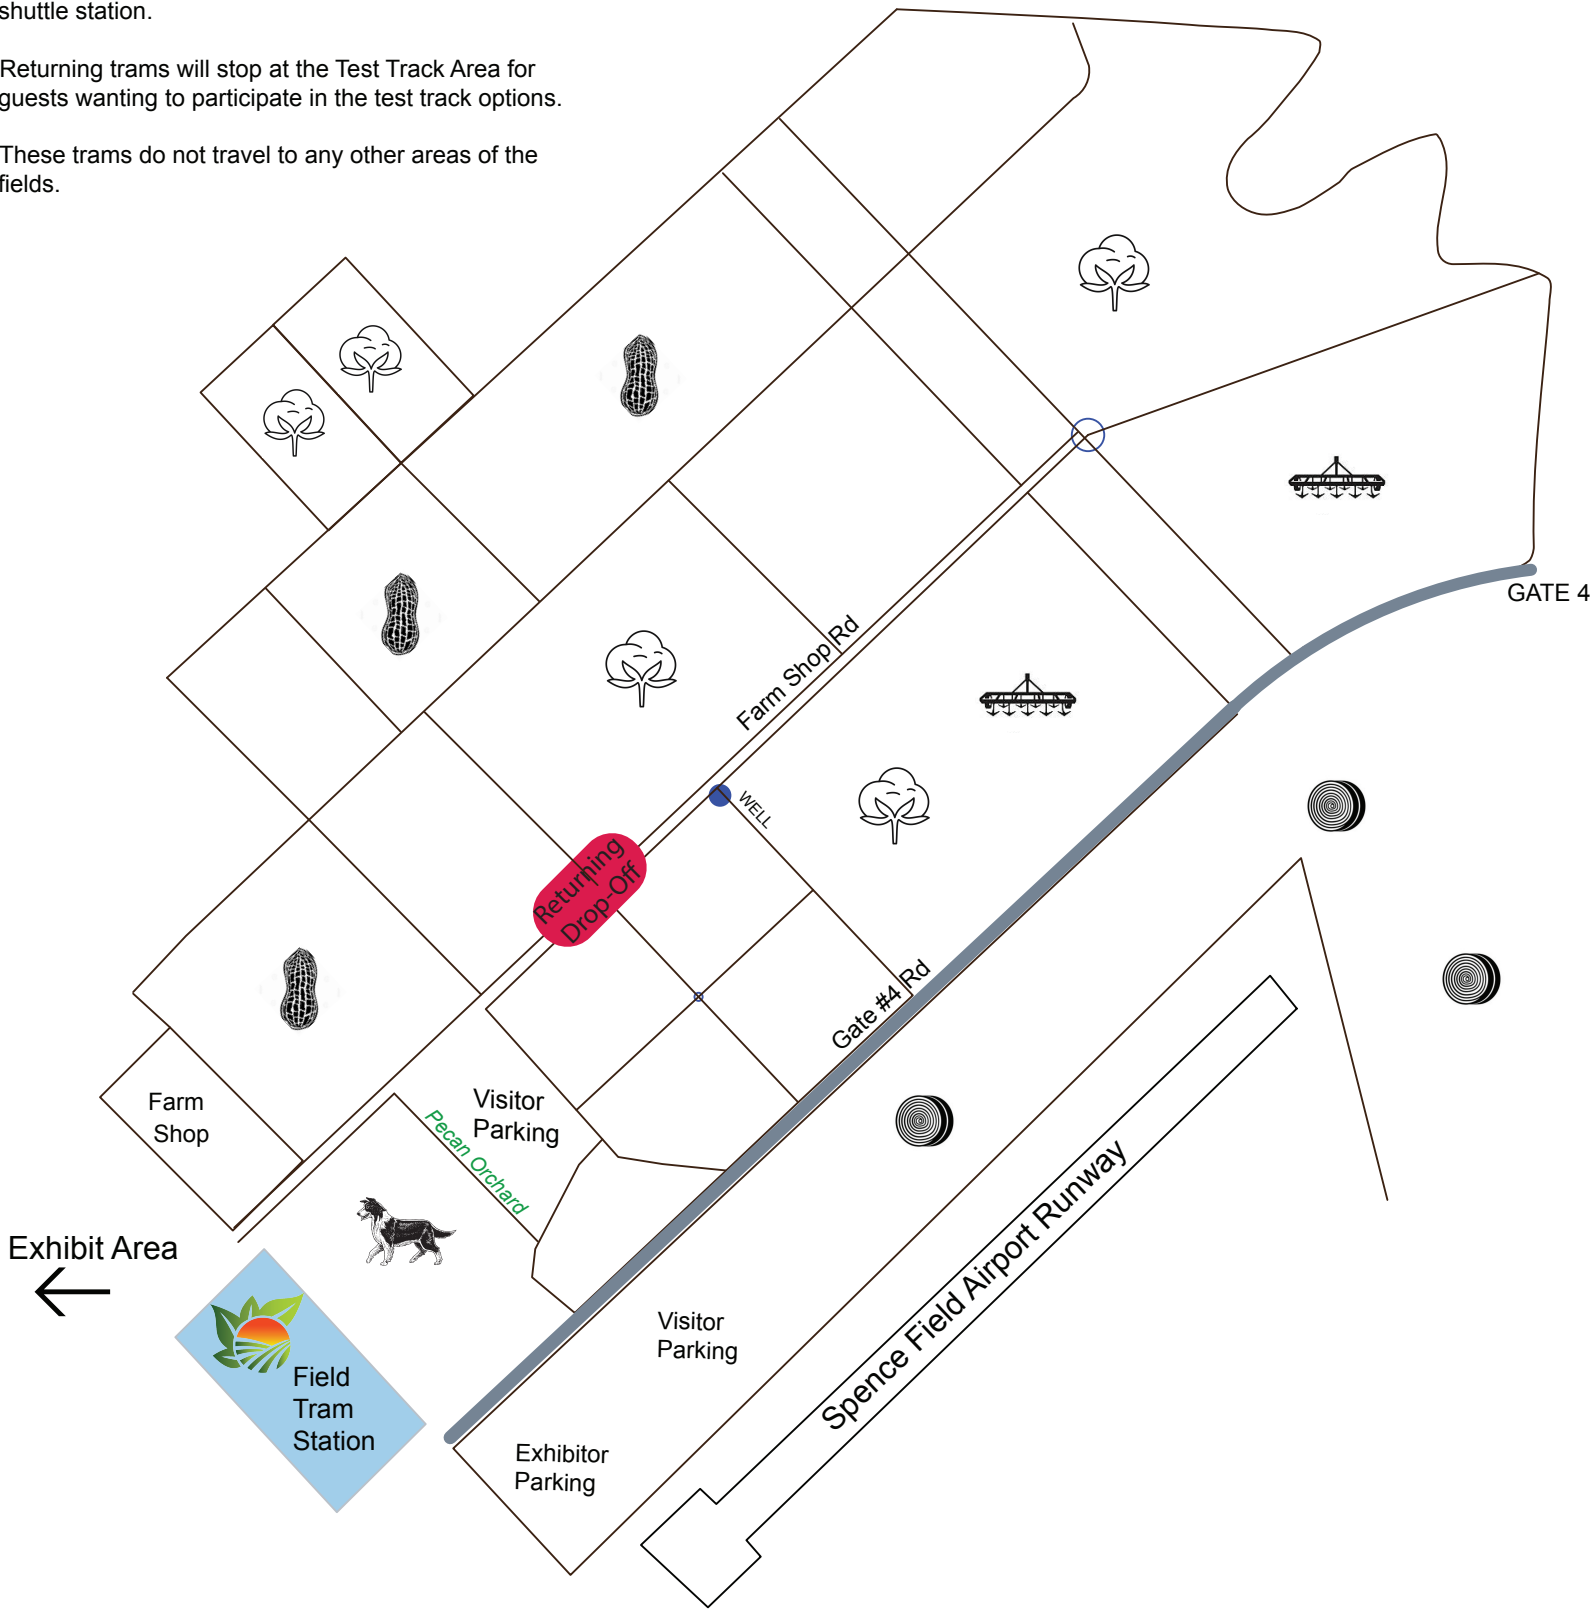 shuttle station.
Returning trams will stop at the Test Track Area for
guests wanting to participate in the test track options.
These trams do not travel to any other areas of the
fields.
GATE 4
Farm Shop Rd
WELL
Returning
Drop-Off
Gate #4 Rd
Visitor
Parking
Pecan Orchard
Farm
Shop
Exhibit Area
Field
Tram
Station
Visitor
Parking
Exhibitor
Parking
Spence Field Airport Runway